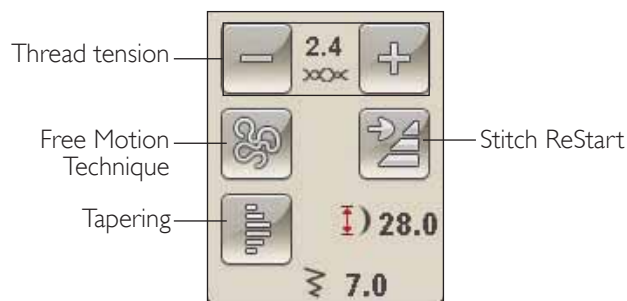 Thread tension
2.4
Free Motion
Technique
Stitch ReStart
Tapering
28.0
7.0